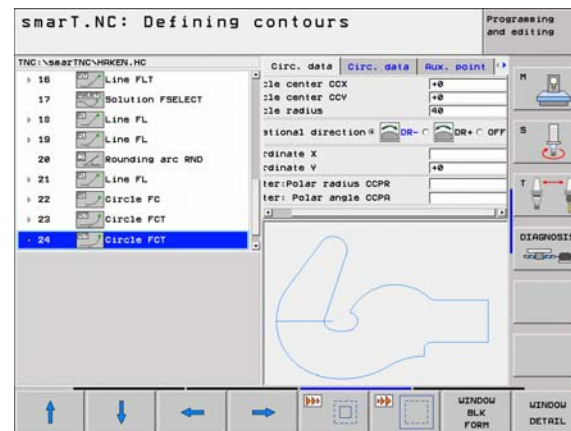 smarT.NC: Defining contours
Programming and editing
TNC:\smarTNC\HAKEN.HC
16 Line FLT
17 Solution FSELECT
18 Line FL
19 Line FL
20 Rounding arc RND
21 Line FL
22 Circle FC
23 Circle FCT
24 Circle FCT
Circ. data Circ. data Aux. point
cle center CCX +0
cle center CCY +0
cle radius 40
ational direction DR- DR+ OFF
rdinate X
rdinate Y +0
ter:Polar radius CCPR
ter: Polar angle CCPA
M
S
T
DIAGNOSIS
WINDOW
BLK
FORM
WINDOW
DETAIL